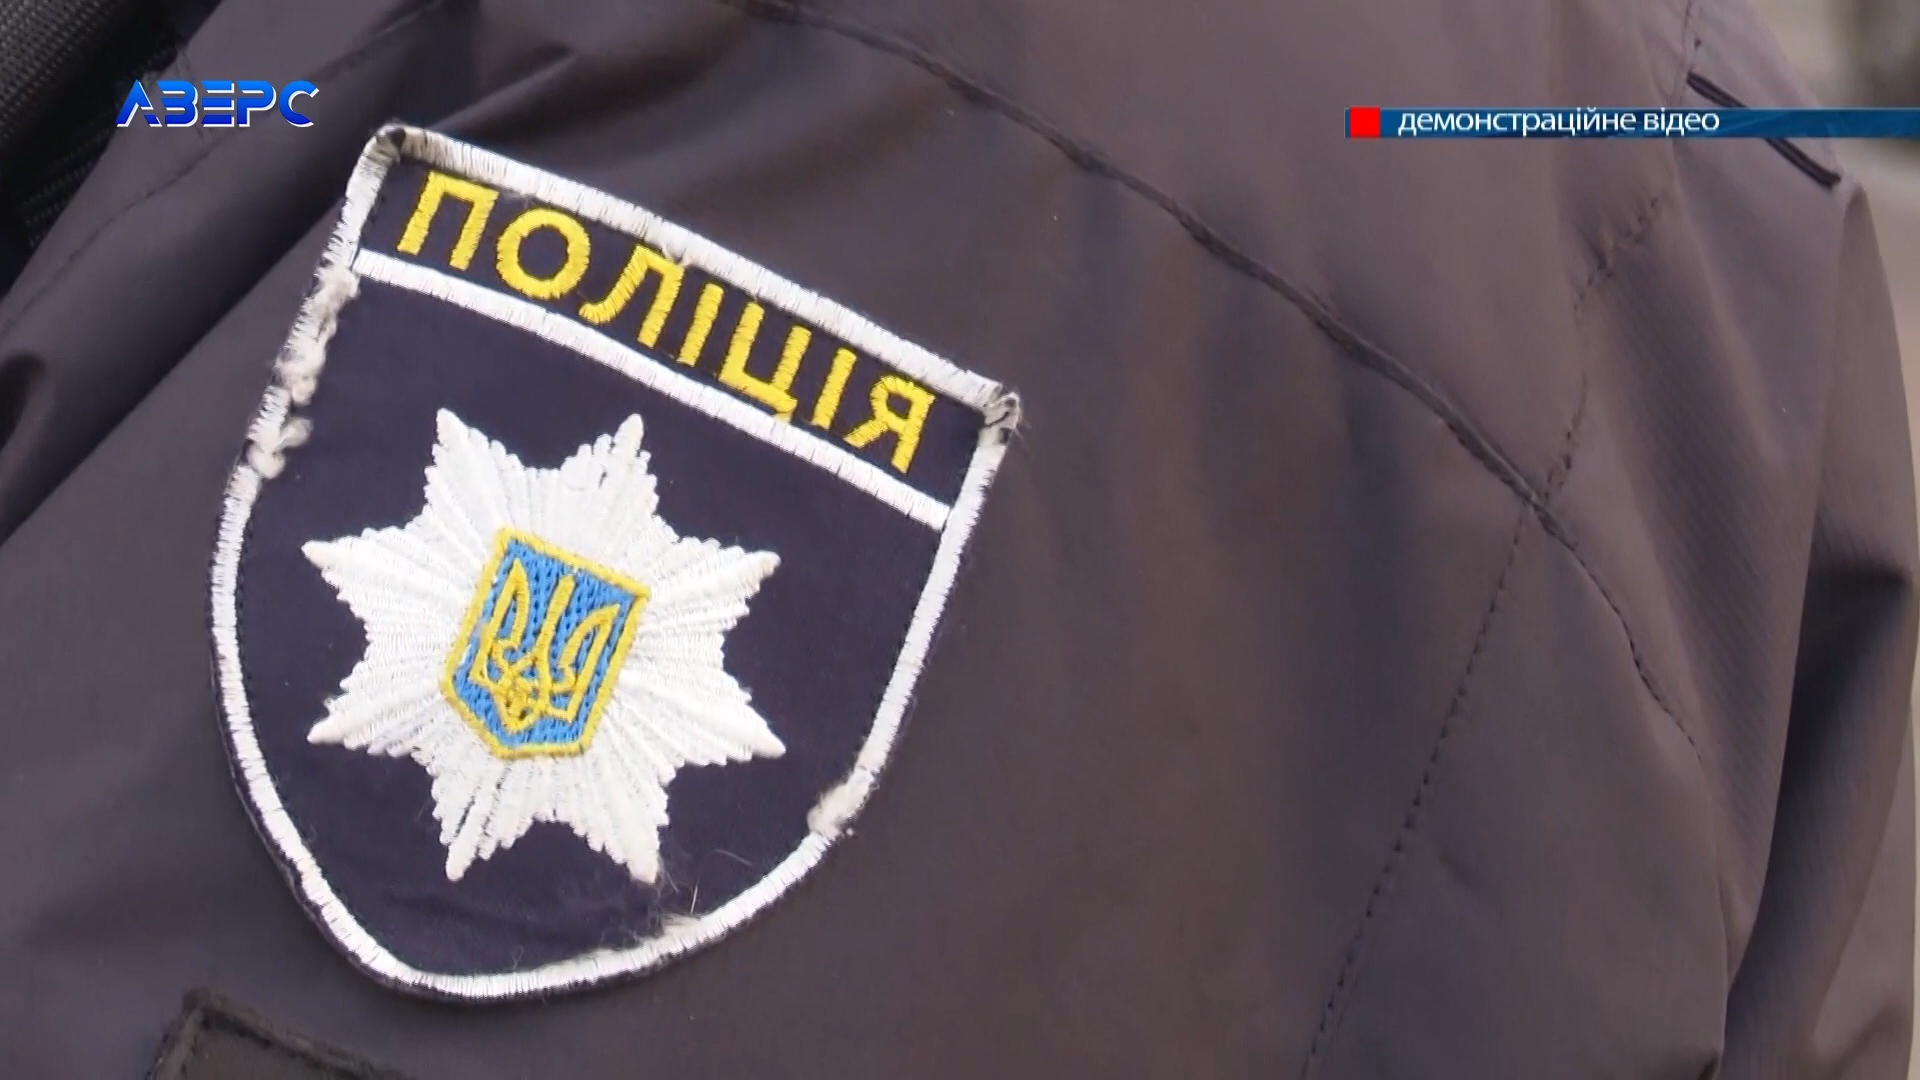 АВЕРС
демонстраційне відео
ПОЛІЦІЯ